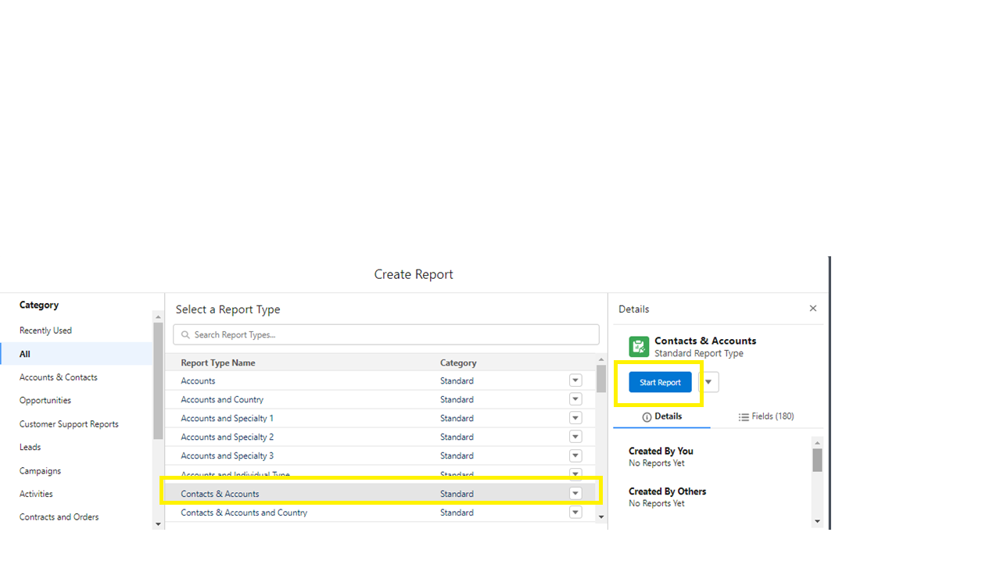 Create Report
Category
Recently Used
All
Accounts & Contacts
Opportunities
Customer Support Reports
Leads
Campaigns
Activities
Contracts and Orders
Select a Report Type
Search Report Types...
Report Type Name Category
Accounts Standard
Accounts and Country Standard
Accounts and Specialty 1 Standard
Accounts and Specialty 2 Standard
Accounts and Specialty 3 Standard
Accounts and Individual Type Standard
Contacts & Accounts Standard
Contacts & Accounts and Country Standard
Details
Contacts & Accounts
Standard Report Type
Start Report
Details Fields (180)
Created By You
No Reports Yet
Created By Others
No Reports Yet